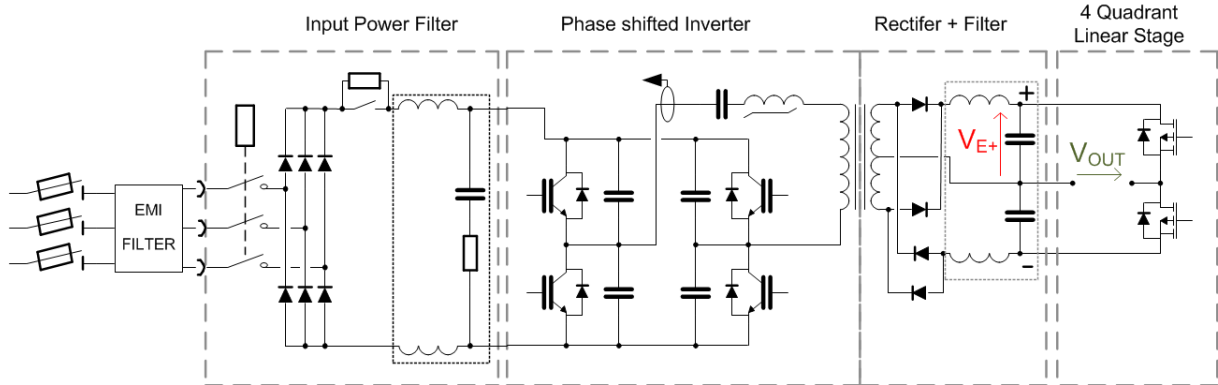 Input Power Filter
Phase shifted Inverter
Rectifer + Filter
4 Quadrant
Linear Stage
EMI
FILTER
+
VE+
VOUT
−